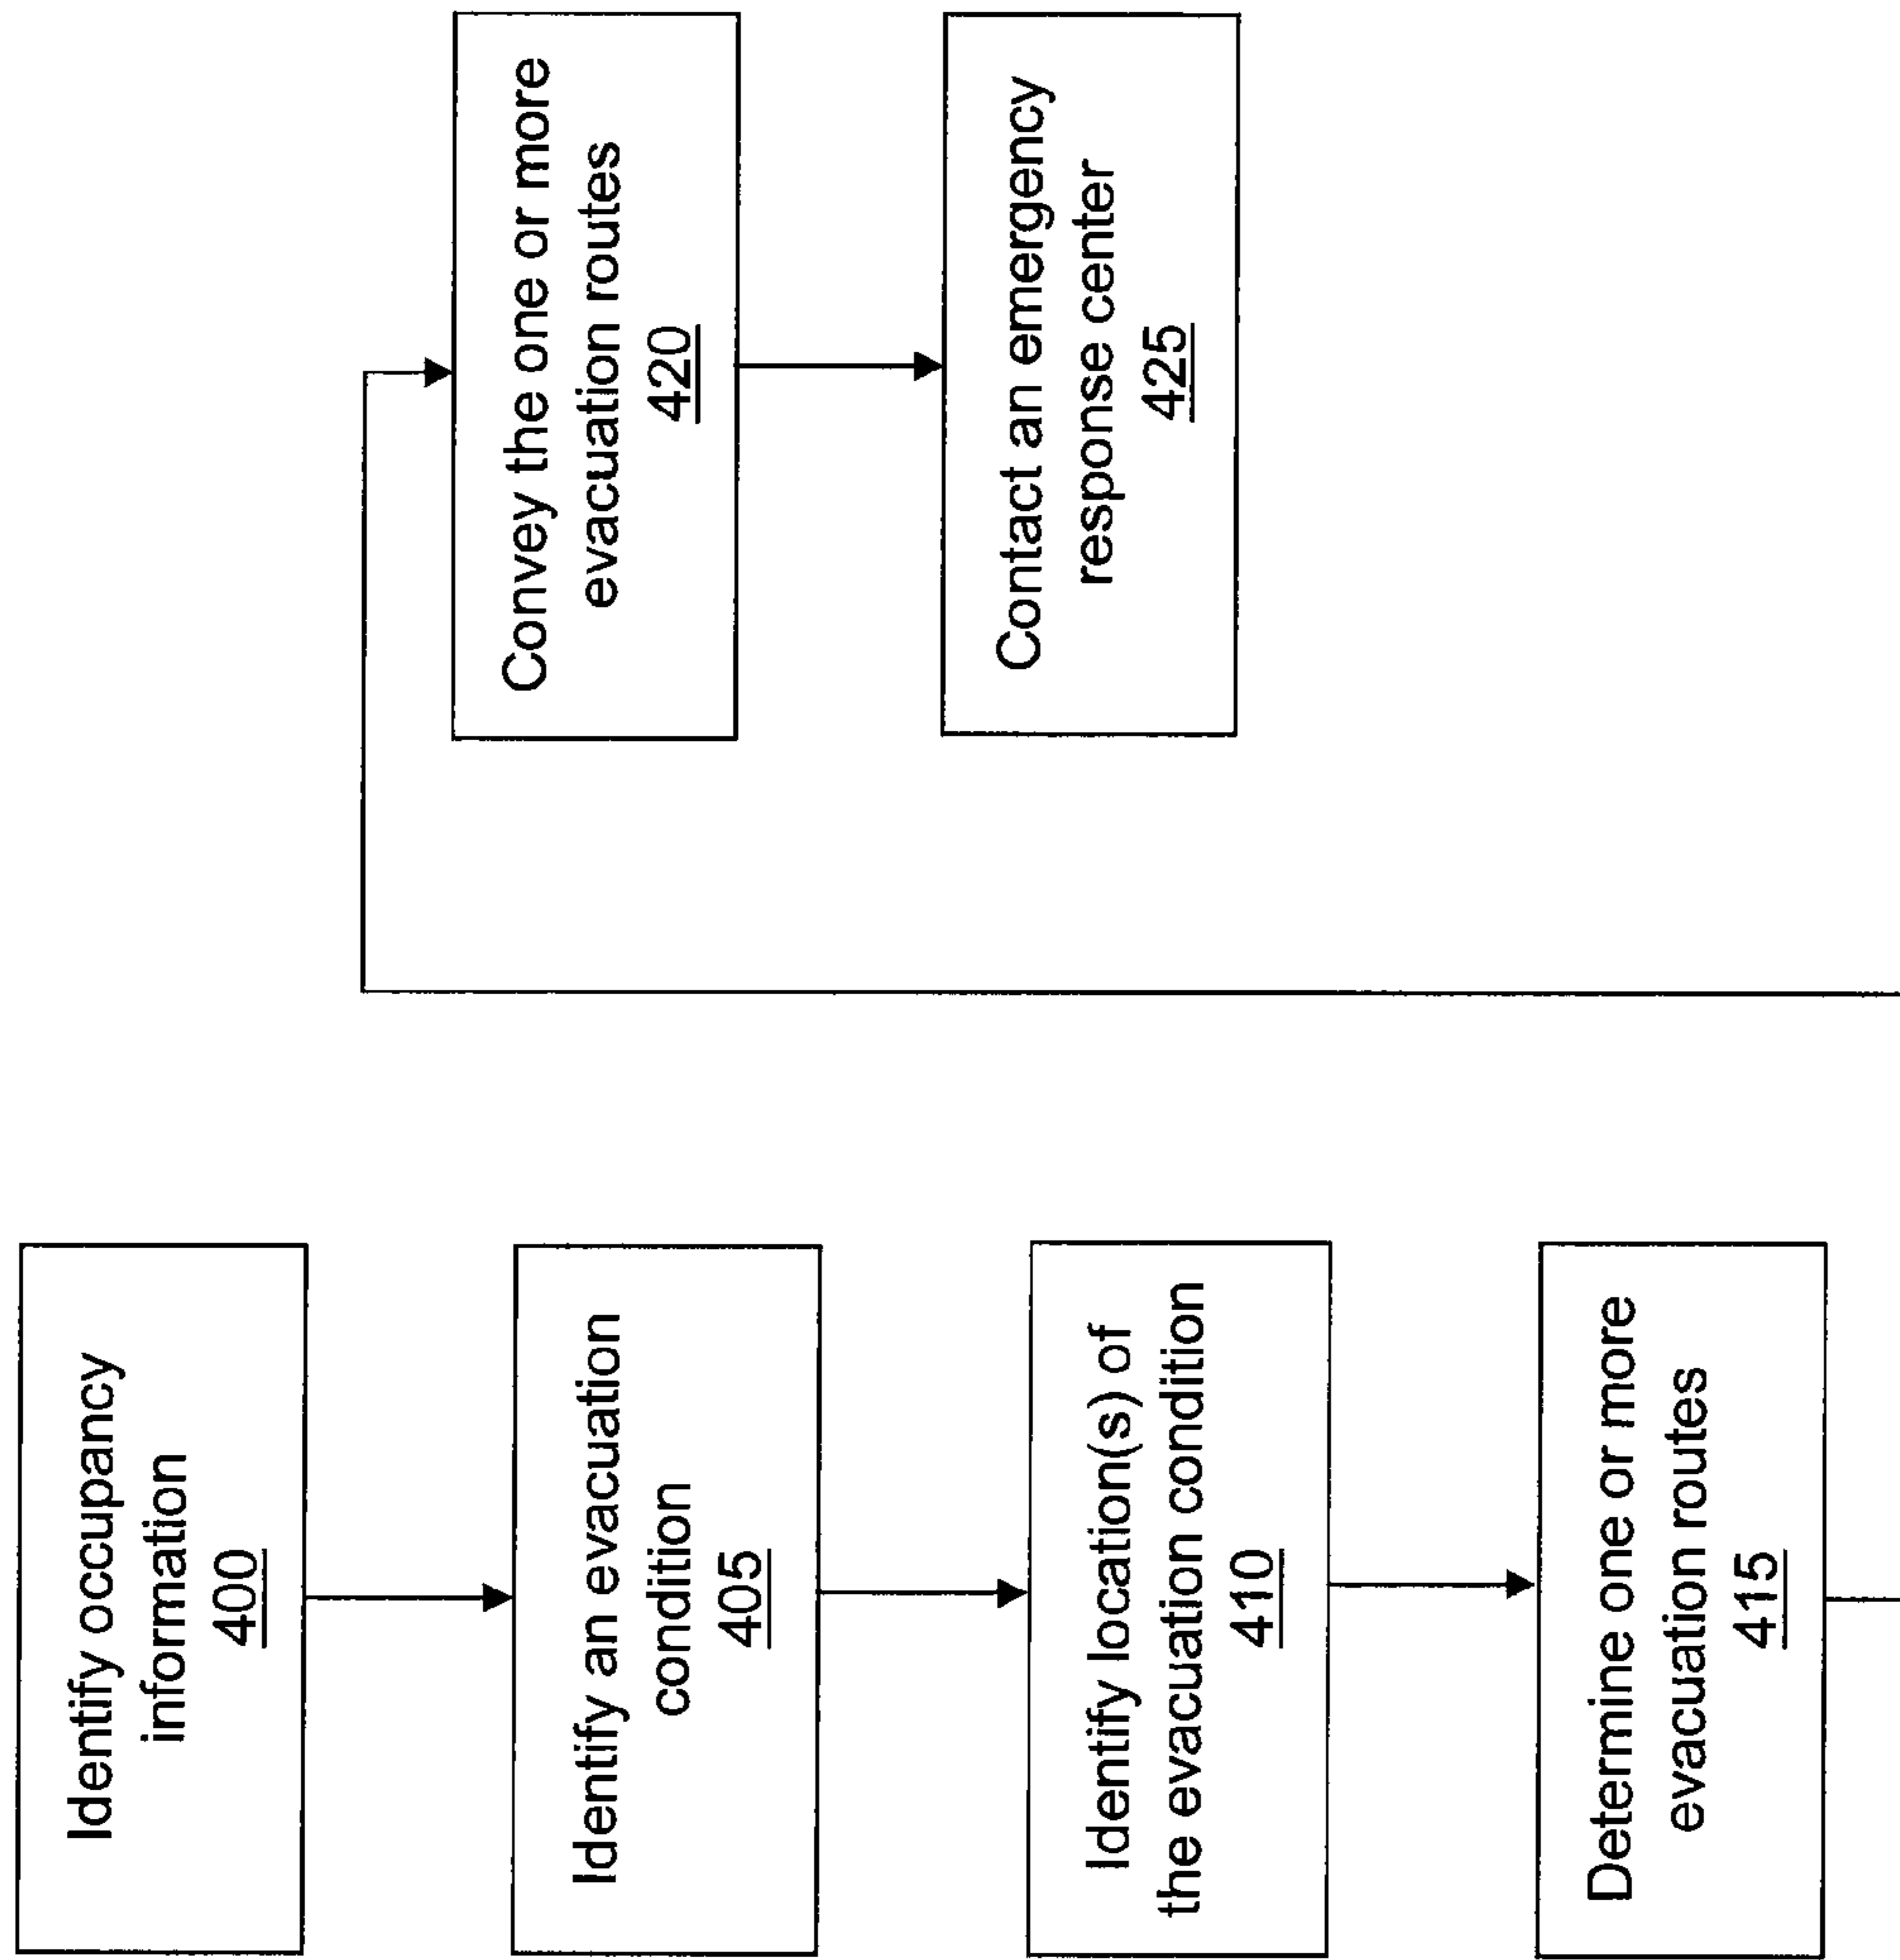 Identify occupancy
information
400
Identify an evacuation
condition
405
Identify location(s) of
the evacuation condition
410
Determine one or more
evacuation routes
415
Convey the one or more
evacuation routes
420
Contact an emergency
response center
425